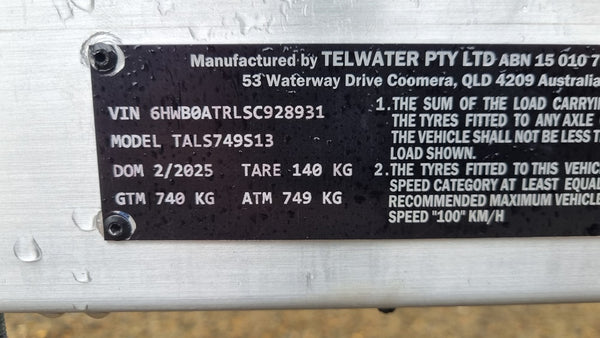 Manufactured by TELWATER PTY LTD ABN 15 010 7
53 Waterway Drive Coomera, QLD 4209 Australia
VIN 6HWB0ATRLSC928931
MODEL TALS749S13
DOM 2/2025 TARE 140 KG
GTM 740 KG ATM 749 KG
1.THE SUM OF THE LOAD CARRYI
THE TYRES FITTED TO ANY AXLE
THE VEHICLE SHALL NOT BE LESS T
LOAD SHOWN.
2.THE TYRES FITTED TO THIS VEHIC
SPEED CATEGORY AT LEAST EQUA
RECOMMENDED MAXIMUM VEHICLE
SPEED "100" KM/H